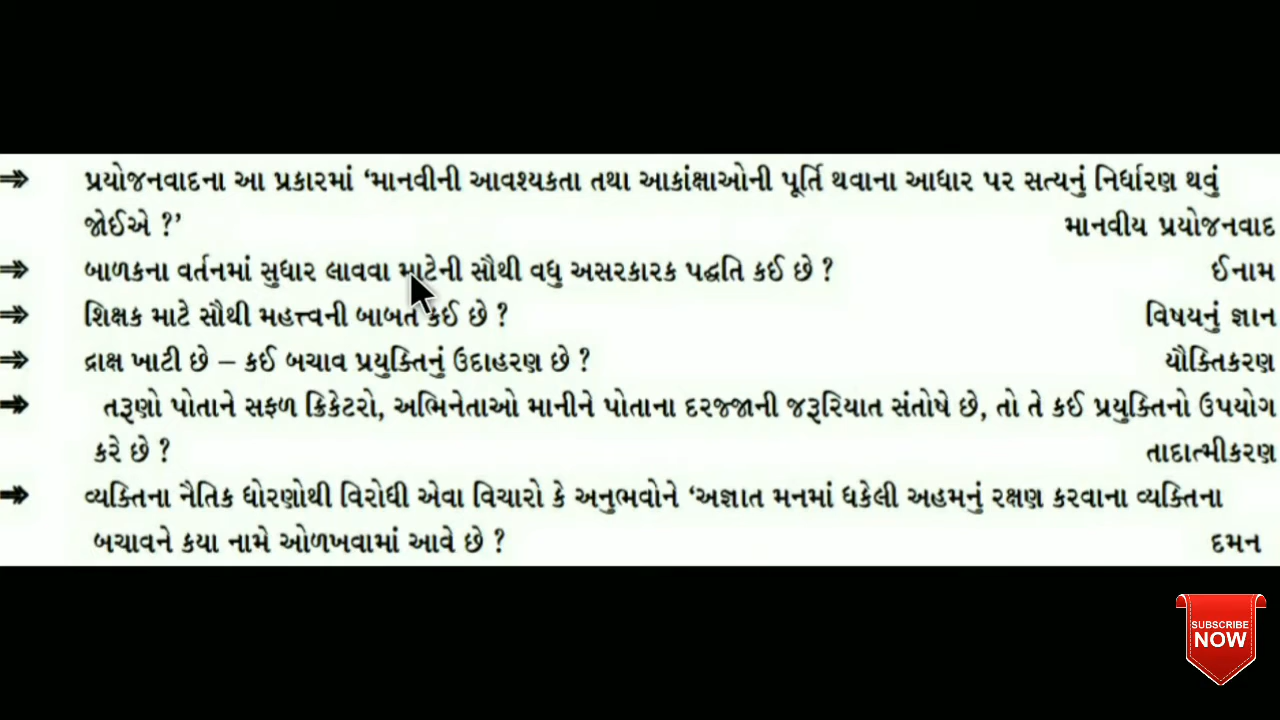 ⇒ પ્રયોજનવાદના આ પ્રકારમાં ‘માનવીની આવશ્યકતા તથા આકાંક્ષાઓની પૂર્તિ થવાના આધાર પર સત્યનું નિર્ધારણ થવું
જોઈએ ?’ માનવીય પ્રયોજનવાદ
⇒ બાળકના વર્તનમાં સુધાર લાવવા માટેની સૌથી વધુ અસરકારક પદ્ધતિ કઈ છે ? ઈનામ
⇒ શિક્ષક માટે સૌથી મહત્ત્વની બાબત કઈ છે ? વિષયનું જ્ઞાન
⇒ દ્રાક્ષ ખાટી છે – કઈ બચાવ પ્રયુક્તિનું ઉદાહરણ છે ? યૌક્તિકરણ
⇒ તરૂણો પોતાને સફળ ક્રિકેટરો, અભિનેતાઓ માનીને પોતાના દરજ્જાની જરૂરિયાત સંતોષે છે, તો તે કઈ પ્રયુક્તિનો ઉપયોગ
કરે છે ? તાદાત્મીકરણ
⇒ વ્યક્તિના નૈતિક ધોરણોથી વિરોધી એવા વિચારો કે અનુભવોને ‘અજ્ઞાત મનમાં ધકેલી અહમનું રક્ષણ કરવાના વ્યક્તિના
બચાવને કયા નામે ઓળખવામાં આવે છે ? દમન
SUBSCRIBE
NOW